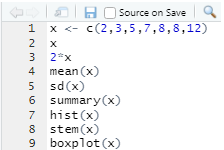 Source on Save
1 x <- c(2,3,5,7,8,8,12)
2 x
3 2*x
4 mean(x)
5 sd(x)
6 summary(x)
7 hist(x)
8 stem(x)
9 boxplot(x)